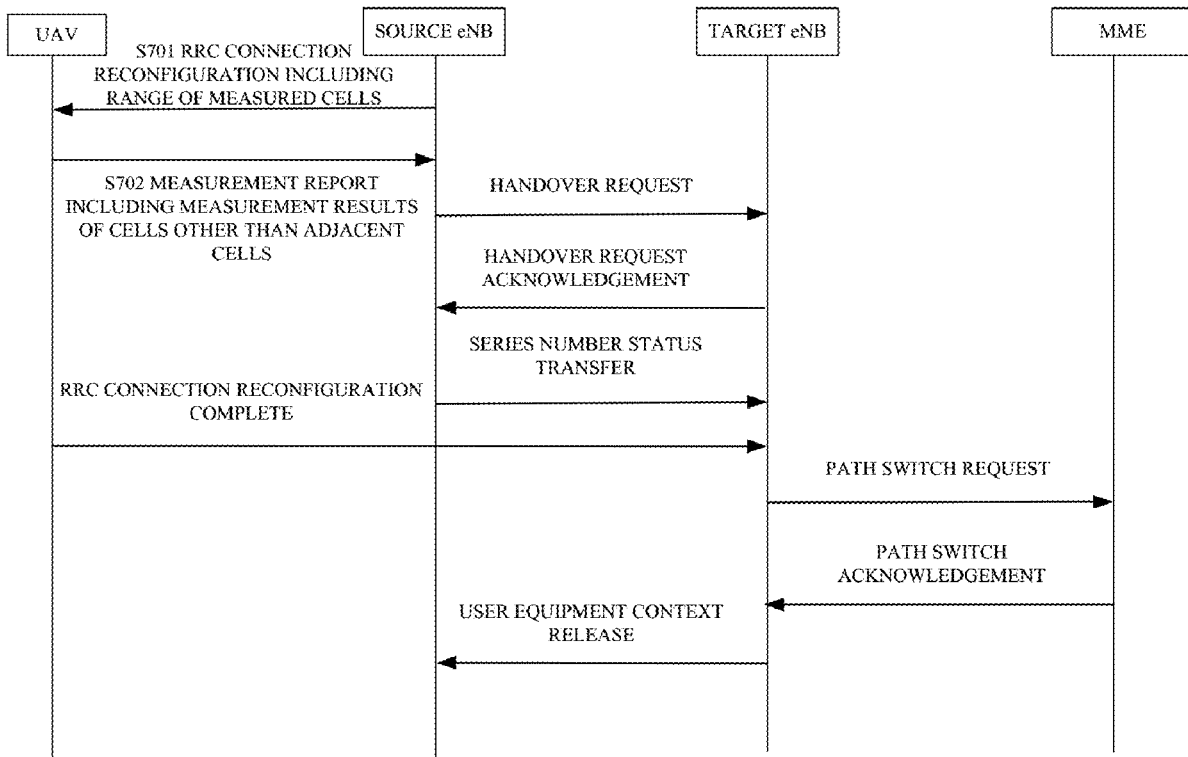 UAV
SOURCE eNB
TARGET eNB
MME
S701 RRC CONNECTION
RECONFIGURATION INCLUDING
RANGE OF MEASURED CELLS
S702 MEASUREMENT REPORT
INCLUDING MEASUREMENT RESULTS
OF CELLS OTHER THAN ADJACENT
CELLS
HANDOVER REQUEST
HANDOVER REQUEST
ACKNOWLEDGEMENT
SERIES NUMBER STATUS
TRANSFER
RRC CONNECTION RECONFIGURATION
COMPLETE
PATH SWITCH REQUEST
PATH SWITCH
ACKNOWLEDGEMENT
USER EQUIPMENT CONTEXT
RELEASE